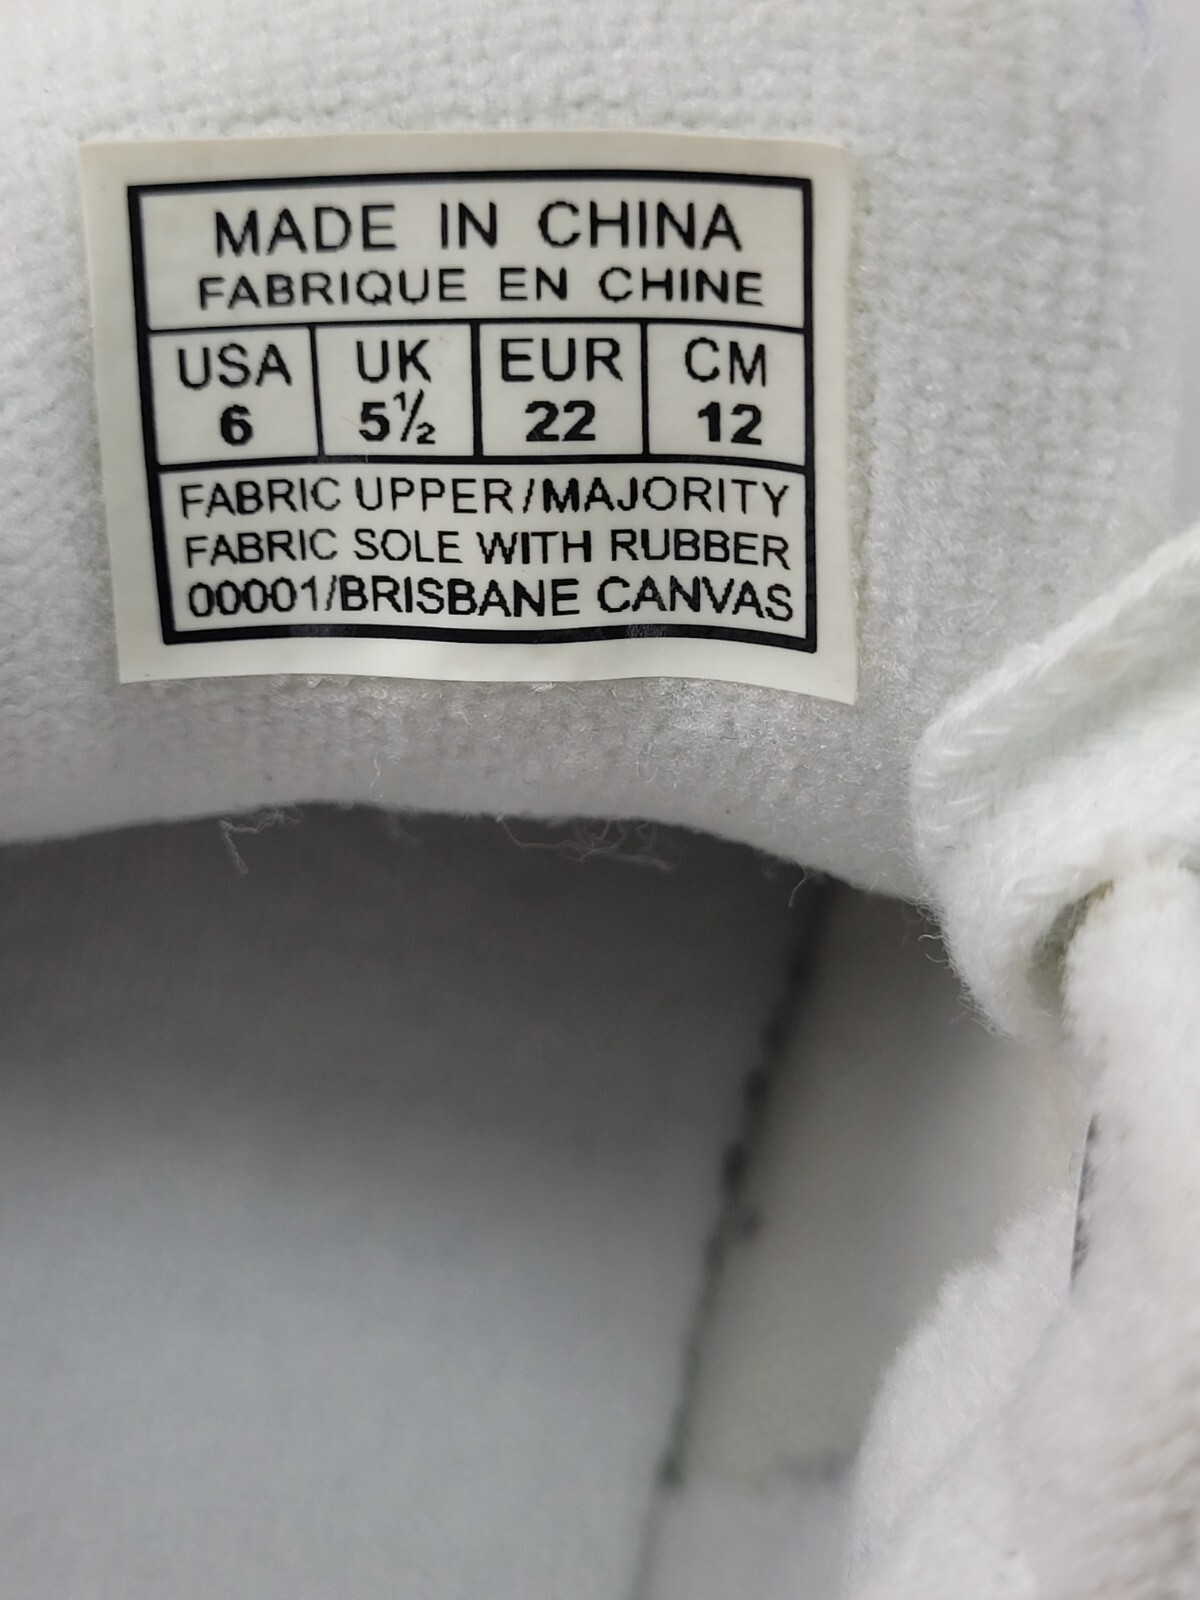 MADE IN CHINA
FABRIQUE EN CHINE
USA UK EUR CM
6 5½ 22 12
FABRIC UPPER/MAJORITY
FABRIC SOLE WITH RUBBER
00001/BRISBANE CANVAS